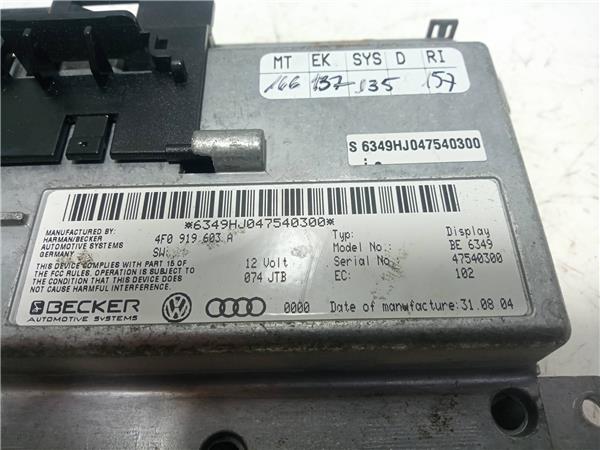 MT EK SYS D RI
166 137 135 157
S 6349HJ047540300
*6349HJ047540300*
MANUFACTURED BY:
HARMAN/BECKER
AUTOMOTIVE SYSTEMS
GERMANY
4F0 919 603 A
SW:
Typ: Display
Model No.: BE 6349
Serial No.: 47540300
EC: 102
THIS DEVICE COMPLIES WITH PART 15 OF
THE FCC RULES. OPERATION IS SUBJECT TO
THE CONDITION THAT THIS DEVICE DOES
NOT CAUSE HARMFUL INTERFERENCE.
12 Volt
074 JTB
BECKER
AUTOMOTIVE SYSTEMS
0000 Date of manufacture: 31.08 04